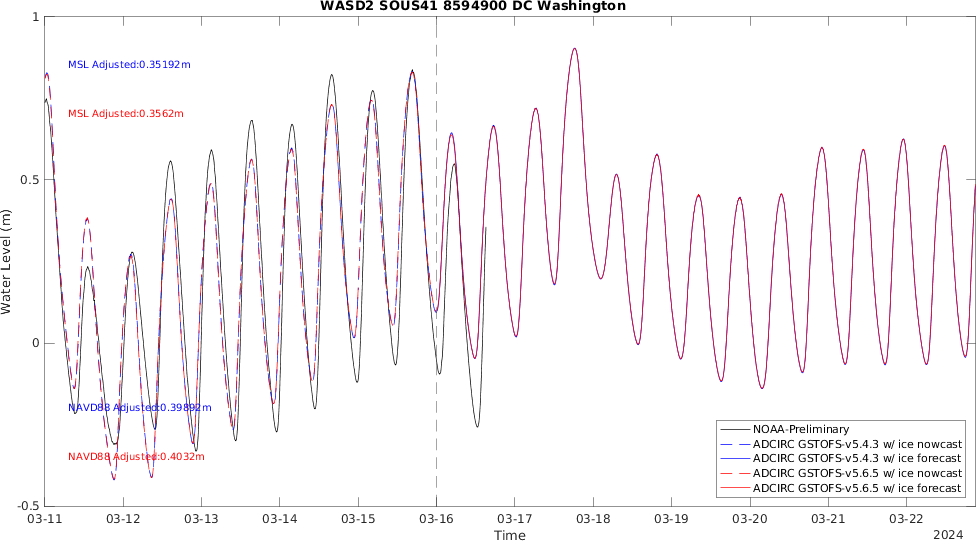 WASD2 SOUS41 8594900 DC Washington
1
MSL Adjusted:0.35192m
MSL Adjusted:0.3562m
0.5
Water Level (m)
0
NAVD88 Adjusted:0.39892m
NAVD88 Adjusted:0.4032m
NOAA-Preliminary
ADCIRC GSTOFS-v5.4.3 w/ ice nowcast
ADCIRC GSTOFS-v5.4.3 w/ ice forecast
ADCIRC GSTOFS-v5.6.5 w/ ice nowcast
ADCIRC GSTOFS-v5.6.5 w/ ice forecast
-0.5
03-11 03-12 03-13 03-14 03-15 03-16 03-17 03-18 03-19 03-20 03-21 03-22
Time
2024